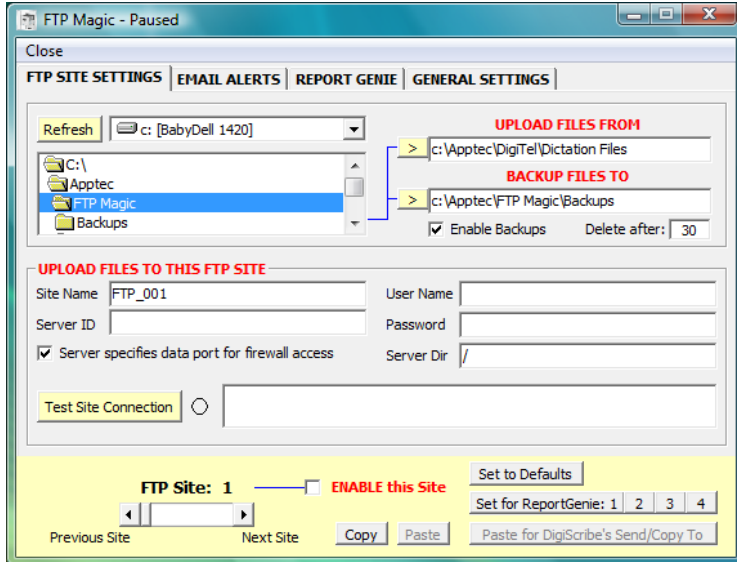 FTP Magic - Paused
Close
FTP SITE SETTINGS EMAIL ALERTS REPORT GENIE GENERAL SETTINGS
Refresh c: [BabyDell 1420]
UPLOAD FILES FROM
> c:\Apptec\DigiTel\Dictation Files
C:\
Apptec
FTP Magic
Backups
BACKUP FILES TO
> c:\Apptec\FTP Magic\Backups
Enable Backups Delete after: 30
UPLOAD FILES TO THIS FTP SITE
Site Name FTP_001 User Name
Server ID Password
Server specifies data port for firewall access Server Dir /
Test Site Connection
FTP Site: 1 ENABLE this Site
Previous Site Next Site
Copy Paste
Set to Defaults
Set for ReportGenie: 1 2 3 4
Paste for DigiScribe's Send/Copy To